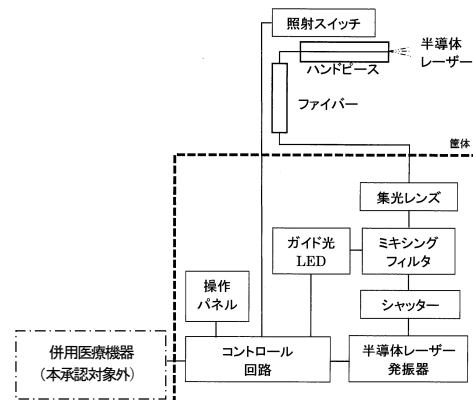 照射スイッチ
半導体
レーザー
ハンドピース
ファイバー
筐体
集光レンズ
ガイド光
LED
ミキシング
フィルタ
操作
パネル
シャッター
併用医療機器
(本承認対象外)
コントロール
回路
半導体レーザー
発振器